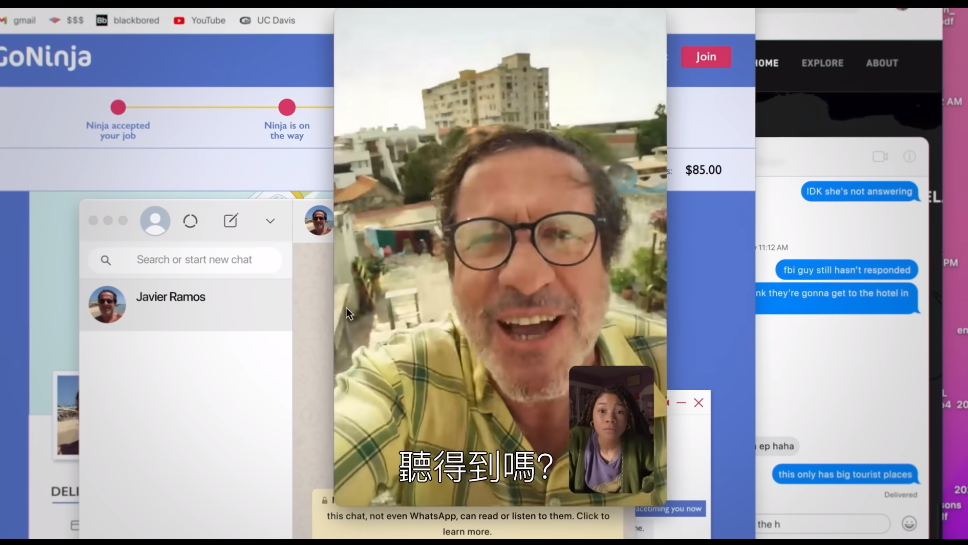 gmail
$$$
Bb blackbored
YouTube
UC Davis
GoNinja
Join
HOME
EXPLORE
ABOUT
Ninja accepted
your job
Ninja is on
the way
$85.00
IDK she's not answering
11:12 AM
fbi guy still hasn't responded
they're gonna get to the hotel in
Search or start new chat
Javier Ramos
ep haha
this only has big tourist places
Delivered
the h
聽得到嗎?
this chat, not even WhatsApp, can read or listen to them. Click to
learn more.
you now